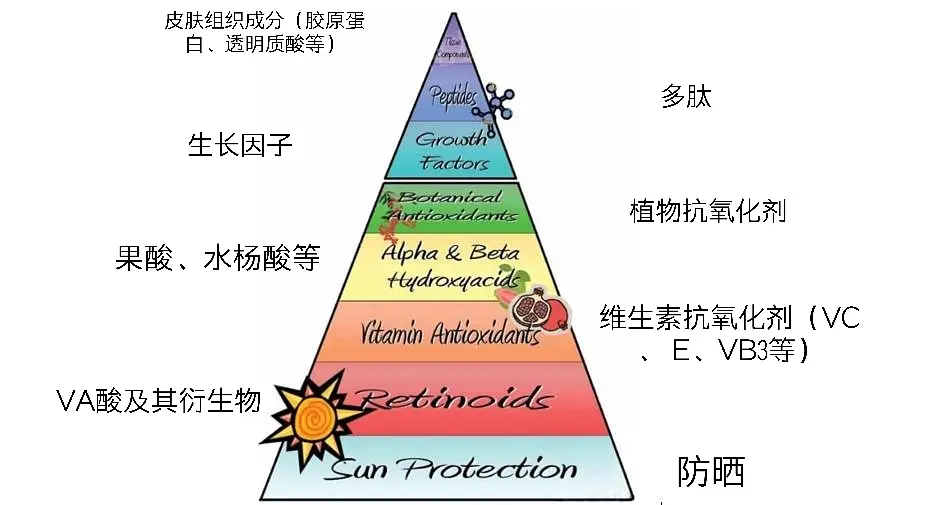 皮肤组织成分（胶原蛋
白、透明质酸等）
Tissue
Components
Peptides
多肽
生长因子
Growth
Factors
Botanical
Antioxidants
植物抗氧化剂
果酸、水杨酸等
Alpha & Beta
Hydroxyacids
维生素抗氧化剂（VC
、E、VB3等）
Vitamin Antioxidants
VA酸及其衍生物
Retinoids
Sun Protection
防晒